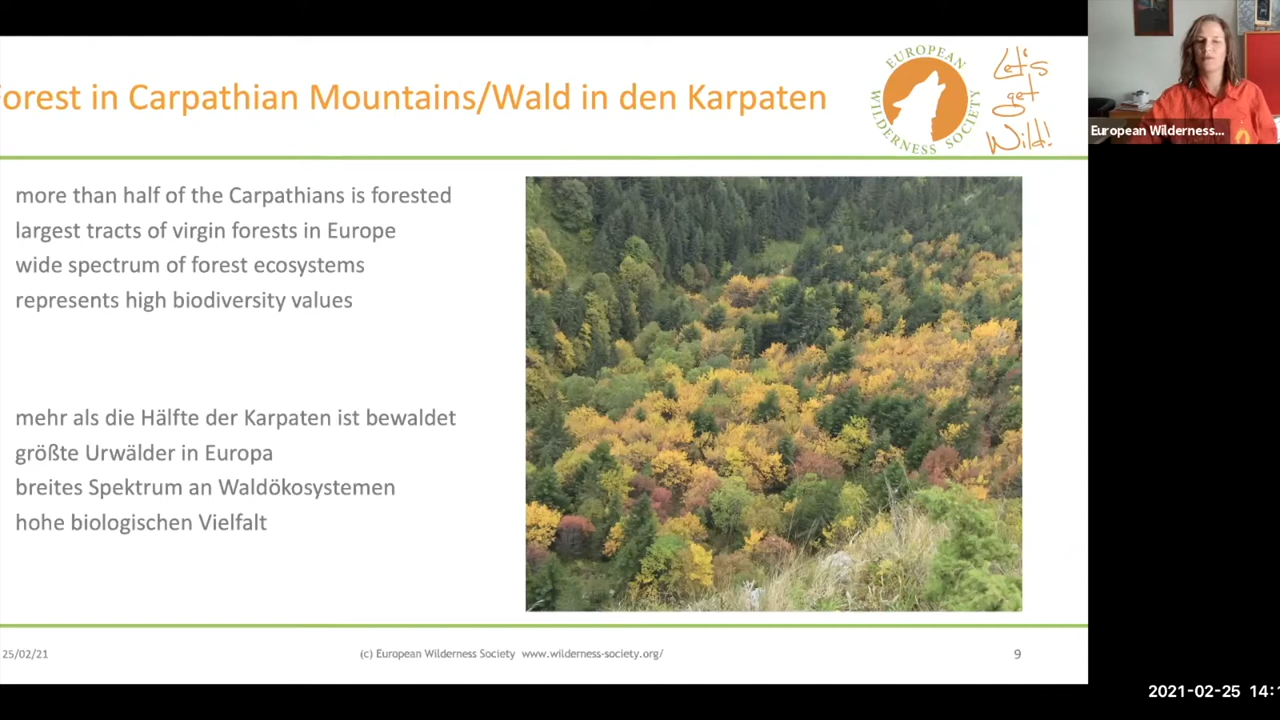 orest in Carpathian Mountains/Wald in den Karpaten
EUROPEAN
WILDERNESS SOCIETY
Let's
get
Wild!
European Wilderness...
more than half of the Carpathians is forested
largest tracts of virgin forests in Europe
wide spectrum of forest ecosystems
represents high biodiversity values
mehr als die Hälfte der Karpaten ist bewaldet
größte Urwälder in Europa
breites Spektrum an Waldökosystemen
hohe biologischen Vielfalt
25/02/21
(c) European Wilderness Society www.wilderness-society.org/
9
2021-02-25 14: